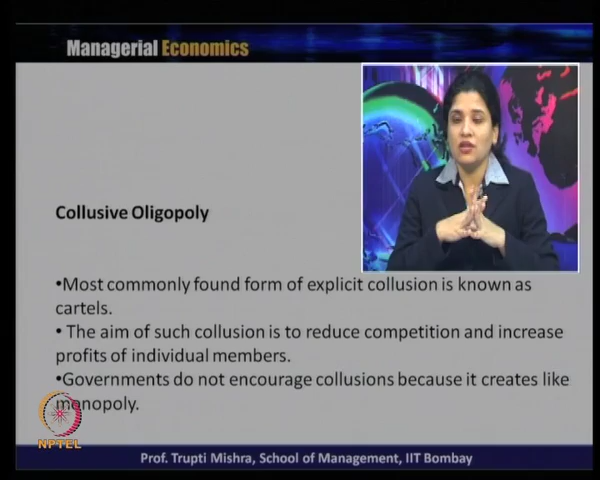 Managerial Economics
Collusive Oligopoly
•Most commonly found form of explicit collusion is known as
cartels.
• The aim of such collusion is to reduce competition and increase
profits of individual members.
•Governments do not encourage collusions because it creates like
monopoly.
NPTEL
Prof. Trupti Mishra, School of Management, IIT Bombay